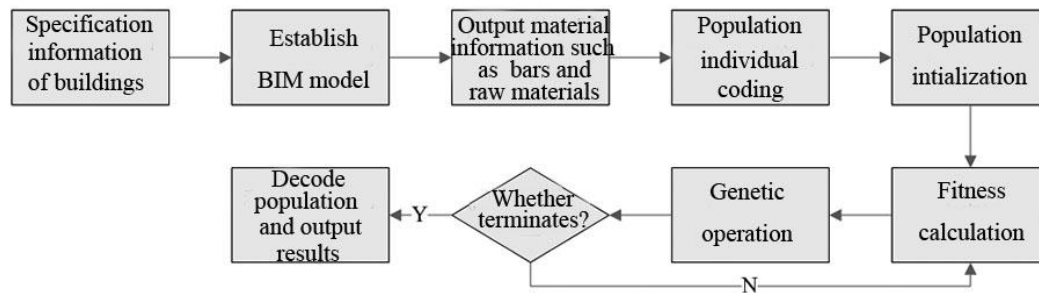 Specification
information
of buildings
Establish
BIM model
Output material
information such
as bars and
raw materials
Population
individual
coding
Population
intialization
Decode
population
and output
results
Y
Whether
terminates?
Genetic
operation
Fitness
calculation
N